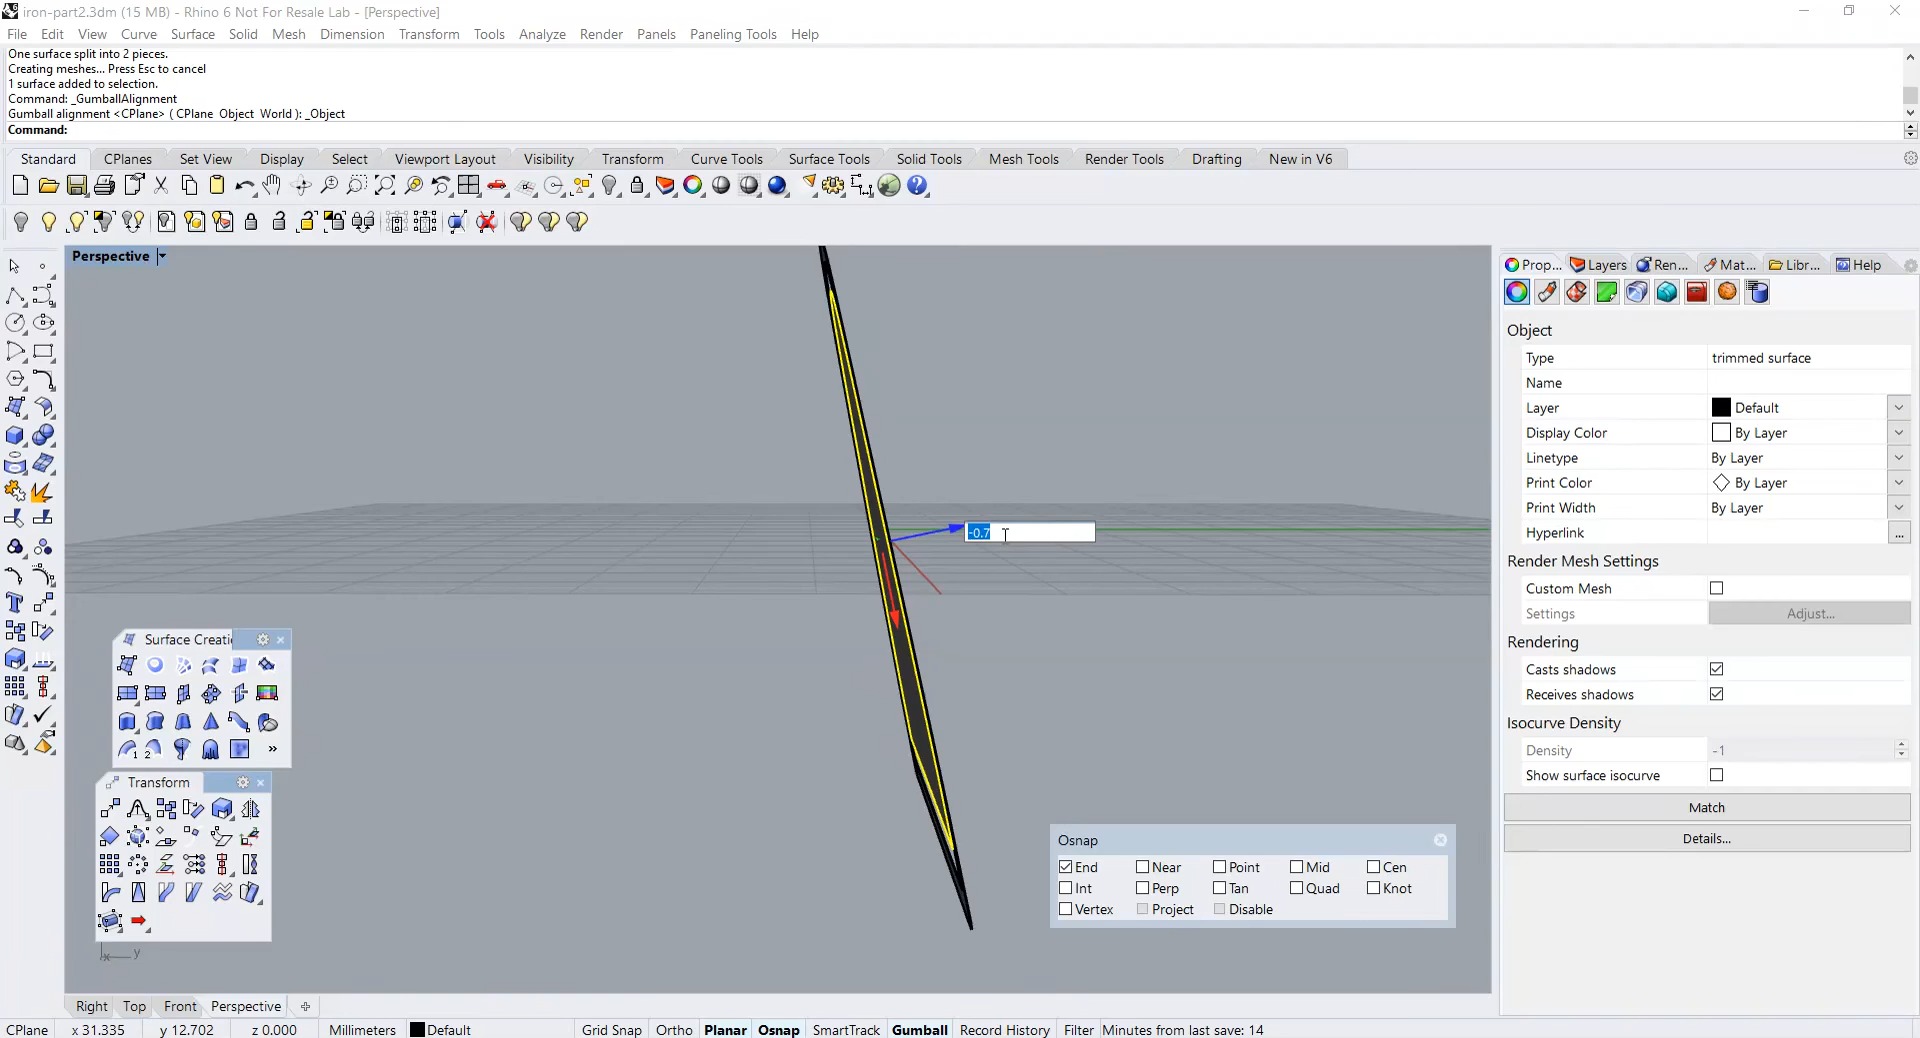 iron-part2.3dm (15 MB) - Rhino 6 Not For Resale Lab - [Perspective]
File Edit View Curve Surface Solid Mesh Dimension Transform Tools Analyze Render Panels Paneling Tools Help
One surface split into 2 pieces.
Creating meshes... Press Esc to cancel
1 surface added to selection.
Command: _GumballAlignment
Gumball alignment <CPlane> ( CPlane Object World ): _Object
Command:
Standard CPlanes Set View Display Select Viewport Layout Visibility Transform Curve Tools Surface Tools Solid Tools Mesh Tools Render Tools Drafting New in V6
Perspective
Prop... Layers Ren... Mat... Libr... Help
Object
Type trimmed surface
Name
Layer Default
Display Color By Layer
Linetype By Layer
Print Color By Layer
Print Width By Layer
Hyperlink ...
Render Mesh Settings
Custom Mesh
Settings Adjust...
Rendering
Casts shadows
Receives shadows
Isocurve Density
Density -1
Show surface isocurve
Match
Details...
-0.7
Surface Creati
Transform
Osnap
End Near Point Mid Cen
Int Perp Tan Quad Knot
Vertex Project Disable
x y
Right Top Front Perspective
CPlane x 31.335 y 12.702 z 0.000 Millimeters Default Grid Snap Ortho Planar Osnap SmartTrack Gumball Record History Filter Minutes from last save: 14